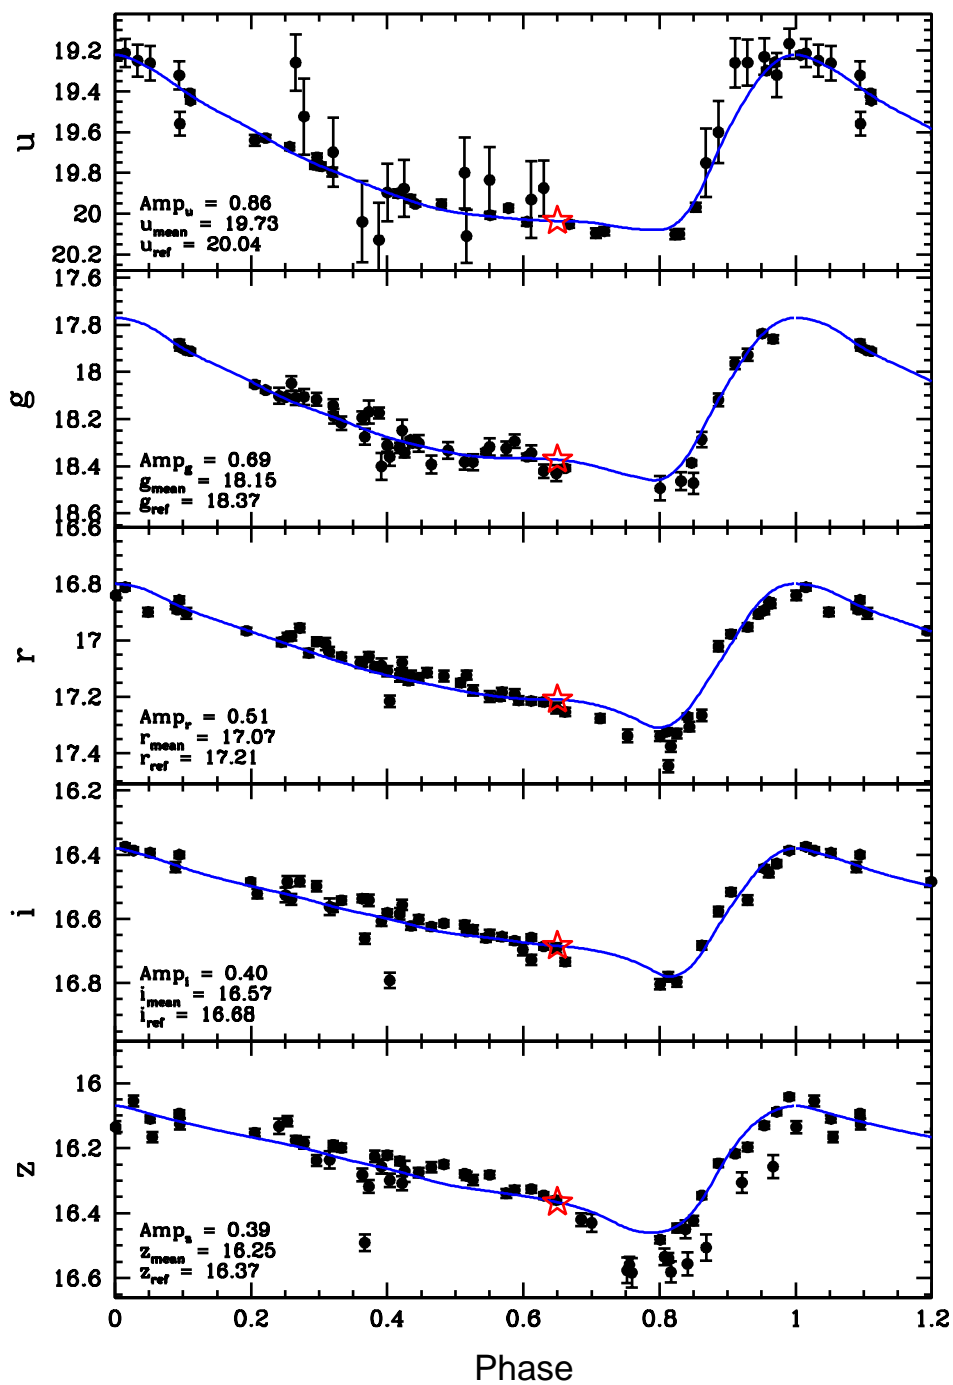 19.2
19.4
19.6
19.8
20
20.2
u
Amp_u = 0.86
u_mean = 19.73
u_ref = 20.04
17.6
17.8
18
18.2
18.4
18.6
g
Amp_g = 0.69
g_mean = 18.15
g_ref = 18.37
18.8
16.6
16.8
17
17.2
17.4
r
Amp_r = 0.51
r_mean = 17.07
r_ref = 17.21
16.2
16.4
16.6
16.8
i
Amp_i = 0.40
i_mean = 16.57
i_ref = 16.68
16
16.2
16.4
16.6
z
Amp_z = 0.39
z_mean = 16.25
z_ref = 16.37
0 0.2 0.4 0.6 0.8 1 1.2
Phase